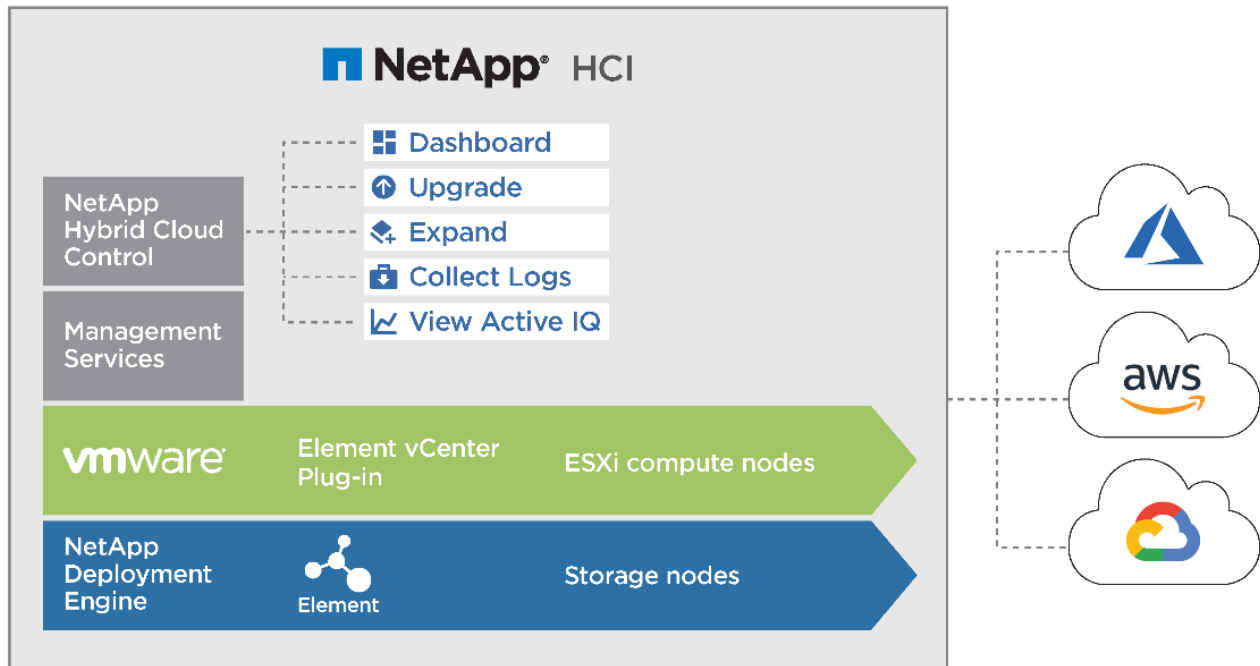 NetApp® HCI
Dashboard
Upgrade
Expand
Collect Logs
View Active IQ
NetApp
Hybrid Cloud
Control
Management
Services
vmware®
Element vCenter
Plug-in
ESXi compute nodes
NetApp
Deployment
Engine
Element
Storage nodes
aws